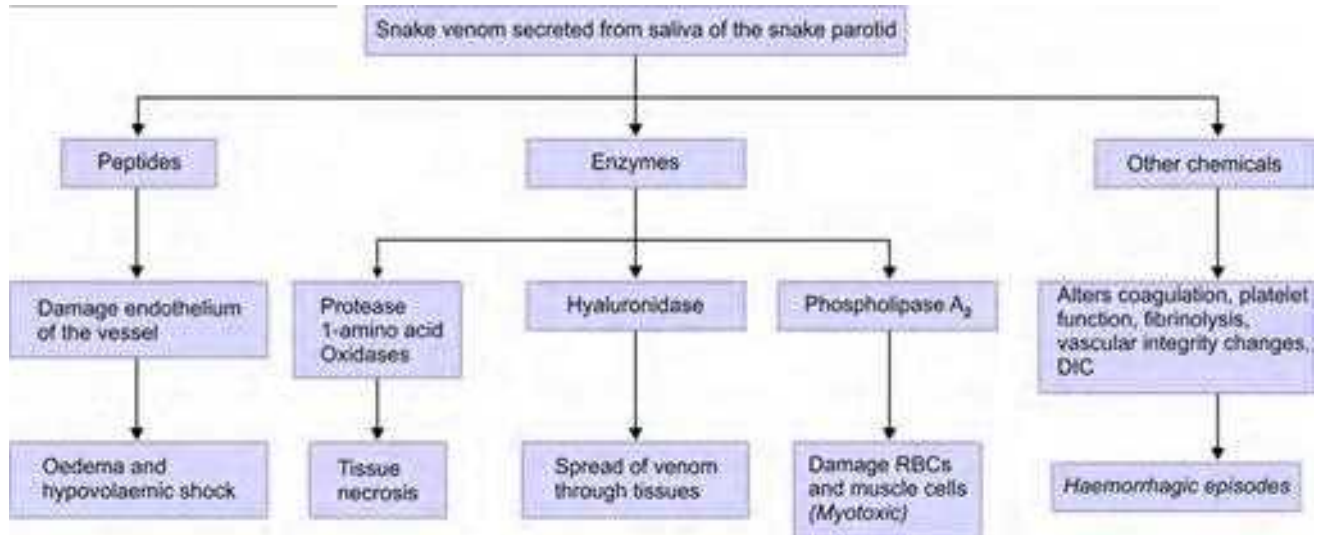 Snake venom secreted from saliva of the snake parotid
Peptides
Enzymes
Other chemicals
Damage endothelium
of the vessel
Protease
1-amino acid
Oxidases
Hyaluronidase
Phospholipase A₂
Alters coagulation, platelet
function, fibrinolysis,
vascular integrity changes,
DIC
Oedema and
hypovolaemic shock
Tissue
necrosis
Spread of venom
through tissues
Damage RBCs
and muscle cells
(Myotoxic)
Haemorrhagic episodes